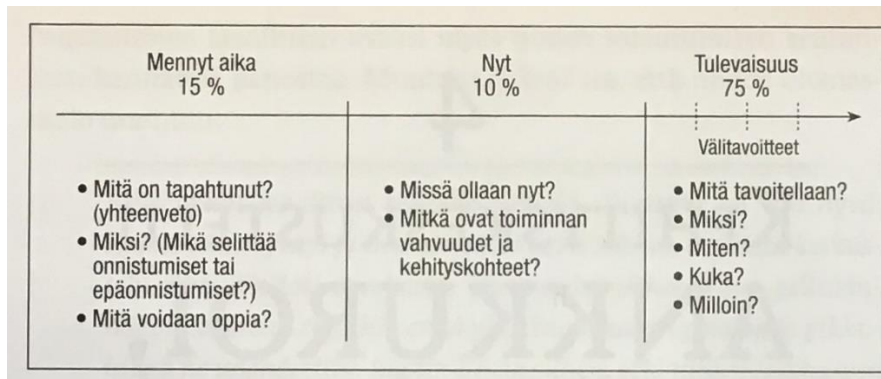 Mennyt aika
15 %
Nyt
10 %
Tulevaisuus
75 %
Välitavoitteet
• Mitä on tapahtunut?
(yhteenveto)
• Miksi? (Mikä selittää
onnistumiset tai
epäonnistumiset?)
• Mitä voidaan oppia?
• Missä ollaan nyt?
• Mitkä ovat toiminnan
vahvuudet ja
kehityskohteet?
• Mitä tavoitellaan?
• Miksi?
• Miten?
• Kuka?
• Milloin?